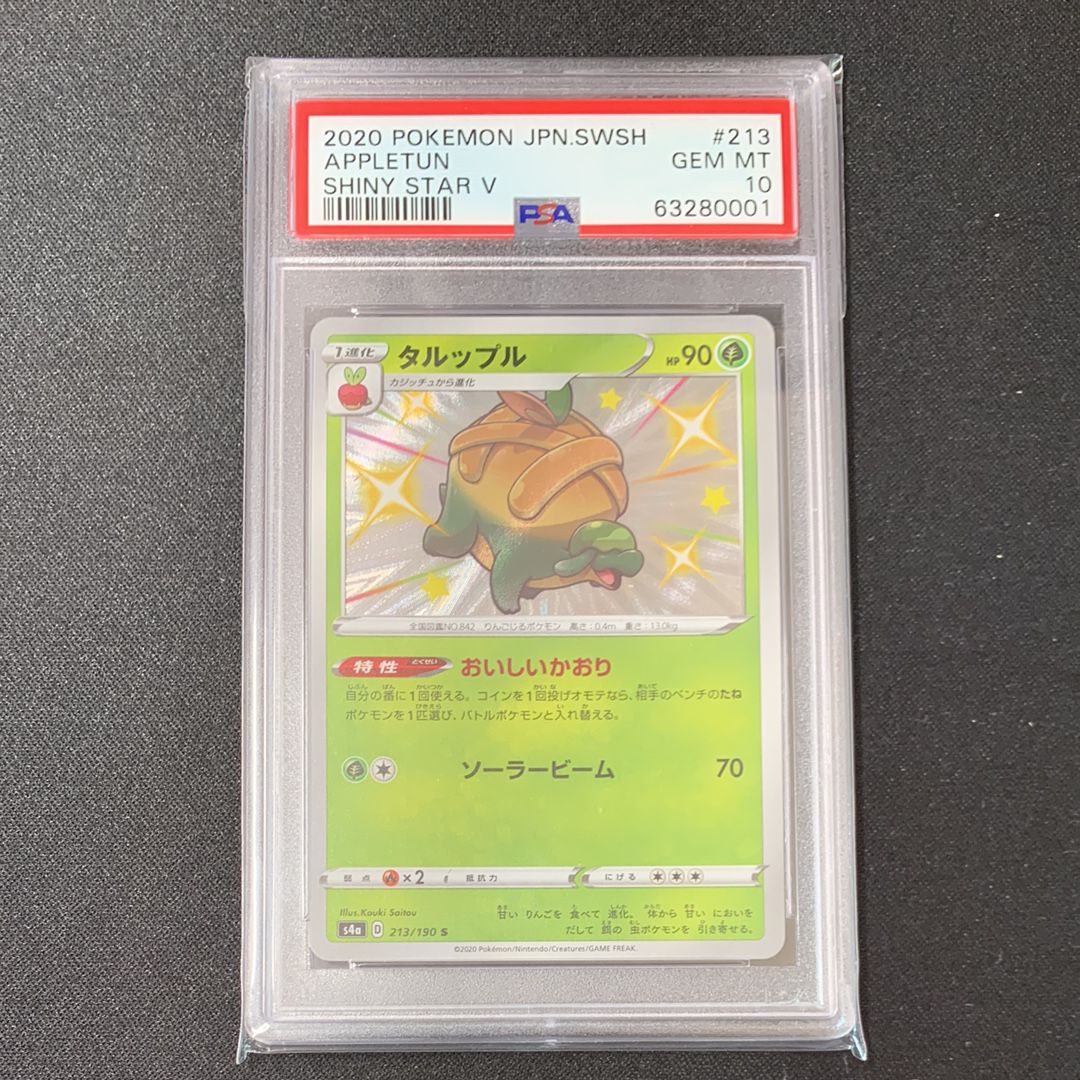 2020 POKEMON JPN.SWSH #213
APPLETUN GEM MT
SHINY STAR V 10
PSA 63280001
1進化 タルップル HP 90
カジッチュから進化
全国図鑑NO.842 りんごじるポケモン 高さ:0.4m 重さ:13.0kg
特性 とくせい おいしいかおり
自分の番に1回使える。コインを1回投げオモテなら、相手のベンチのたね
ポケモンを1匹選び、バトルポケモンと入れ替える。
ソーラービーム 70
弱点 ×2 抵抗力 にげる
Illus.Kouki Saitou
甘い りんごを 食べて 進化。 体から 甘い においを
だして 餌の 虫ポケモンを 引き寄せる。
s4a D 213/190 S
©2020 Pokémon/Nintendo/Creatures/GAME FREAK.